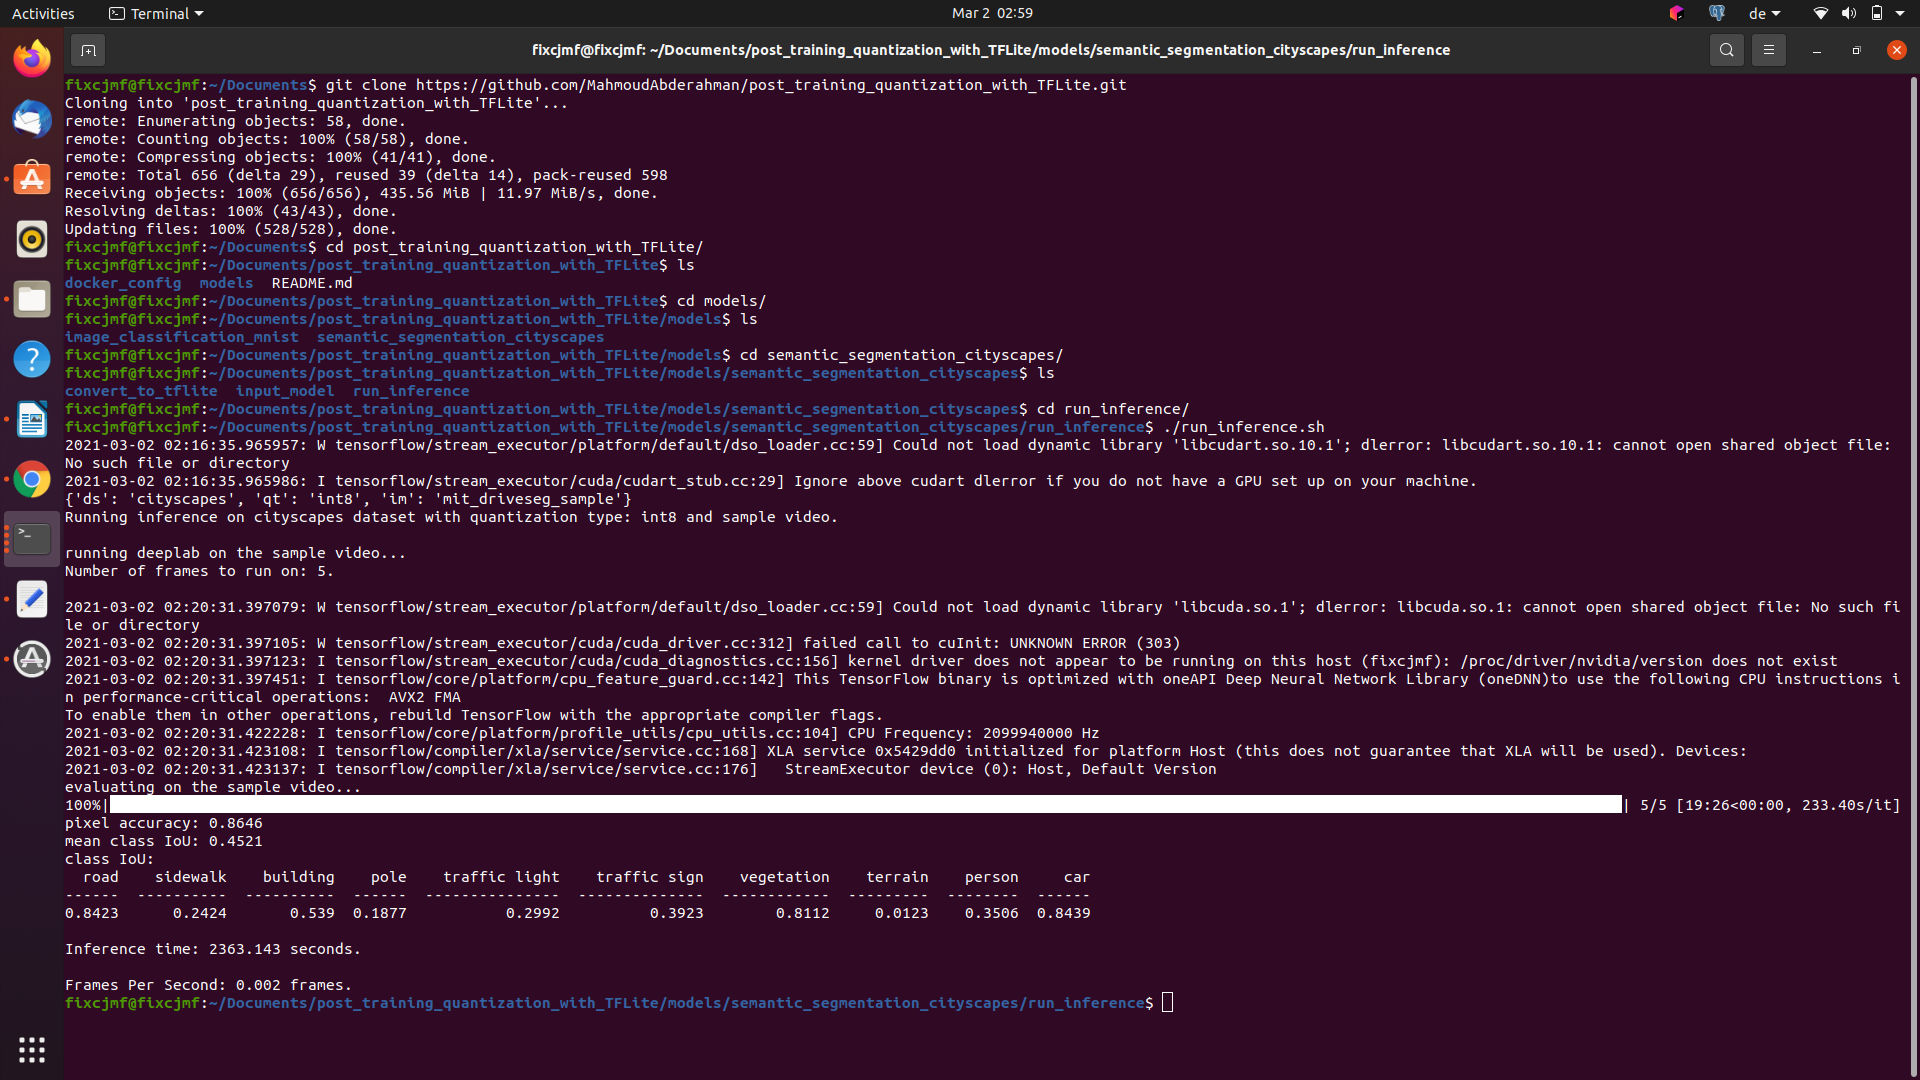 Activities
Terminal
Mar 2 02:59
de
fixcjmf@fixcjmf: ~/Documents/post_training_quantization_with_TFLite/models/semantic_segmentation_cityscapes/run_inference
fixcjmf@fixcjmf:~/Documents$ git clone https://github.com/MahmoudAbderahman/post_training_quantization_with_TFLite.git
Cloning into 'post_training_quantization_with_TFLite'...
remote: Enumerating objects: 58, done.
remote: Counting objects: 100% (58/58), done.
remote: Compressing objects: 100% (41/41), done.
remote: Total 656 (delta 29), reused 39 (delta 14), pack-reused 598
Receiving objects: 100% (656/656), 435.56 MiB | 11.97 MiB/s, done.
Resolving deltas: 100% (43/43), done.
Updating files: 100% (528/528), done.
fixcjmf@fixcjmf:~/Documents$ cd post_training_quantization_with_TFLite/
fixcjmf@fixcjmf:~/Documents/post_training_quantization_with_TFLite$ ls
docker_config  models  README.md
fixcjmf@fixcjmf:~/Documents/post_training_quantization_with_TFLite$ cd models/
fixcjmf@fixcjmf:~/Documents/post_training_quantization_with_TFLite/models$ ls
image_classification_mnist  semantic_segmentation_cityscapes
fixcjmf@fixcjmf:~/Documents/post_training_quantization_with_TFLite/models$ cd semantic_segmentation_cityscapes/
fixcjmf@fixcjmf:~/Documents/post_training_quantization_with_TFLite/models/semantic_segmentation_cityscapes$ ls
convert_to_tflite  input_model  run_inference
fixcjmf@fixcjmf:~/Documents/post_training_quantization_with_TFLite/models/semantic_segmentation_cityscapes$ cd run_inference/
fixcjmf@fixcjmf:~/Documents/post_training_quantization_with_TFLite/models/semantic_segmentation_cityscapes/run_inference$ ./run_inference.sh
2021-03-02 02:16:35.965957: W tensorflow/stream_executor/platform/default/dso_loader.cc:59] Could not load dynamic library 'libcudart.so.10.1'; dlerror: libcudart.so.10.1: cannot open shared object file:
No such file or directory
2021-03-02 02:16:35.965986: I tensorflow/stream_executor/cuda/cudart_stub.cc:29] Ignore above cudart dlerror if you do not have a GPU set up on your machine.
{'ds': 'cityscapes', 'qt': 'int8', 'im': 'mit_driveseg_sample'}
Running inference on cityscapes dataset with quantization type: int8 and sample video.
running deeplab on the sample video...
Number of frames to run on: 5.
2021-03-02 02:20:31.397079: W tensorflow/stream_executor/platform/default/dso_loader.cc:59] Could not load dynamic library 'libcuda.so.1'; dlerror: libcuda.so.1: cannot open shared object file: No such fi
le or directory
2021-03-02 02:20:31.397105: W tensorflow/stream_executor/cuda/cuda_driver.cc:312] failed call to cuInit: UNKNOWN ERROR (303)
2021-03-02 02:20:31.397123: I tensorflow/stream_executor/cuda/cuda_diagnostics.cc:156] kernel driver does not appear to be running on this host (fixcjmf): /proc/driver/nvidia/version does not exist
2021-03-02 02:20:31.397451: I tensorflow/core/platform/cpu_feature_guard.cc:142] This TensorFlow binary is optimized with oneAPI Deep Neural Network Library (oneDNN)to use the following CPU instructions i
n performance-critical operations:  AVX2 FMA
To enable them in other operations, rebuild TensorFlow with the appropriate compiler flags.
2021-03-02 02:20:31.422228: I tensorflow/core/platform/profile_utils/cpu_utils.cc:104] CPU Frequency: 2099940000 Hz
2021-03-02 02:20:31.423108: I tensorflow/compiler/xla/service/service.cc:168] XLA service 0x5429dd0 initialized for platform Host (this does not guarantee that XLA will be used). Devices:
2021-03-02 02:20:31.423137: I tensorflow/compiler/xla/service/service.cc:176]   StreamExecutor device (0): Host, Default Version
evaluating on the sample video...
100%| | 5/5 [19:26<00:00, 233.40s/it]
pixel accuracy: 0.8646
mean class IoU: 0.4521
class IoU:
road    sidewalk    building    pole    traffic light    traffic sign    vegetation    terrain    person     car
------  ----------  ----------  ------  ---------------  --------------  ------------  ---------  --------  ------
0.8423      0.2424       0.539  0.1877           0.2992          0.3923        0.8112     0.0123    0.3506  0.8439
Inference time: 2363.143 seconds.
Frames Per Second: 0.002 frames.
fixcjmf@fixcjmf:~/Documents/post_training_quantization_with_TFLite/models/semantic_segmentation_cityscapes/run_inference$